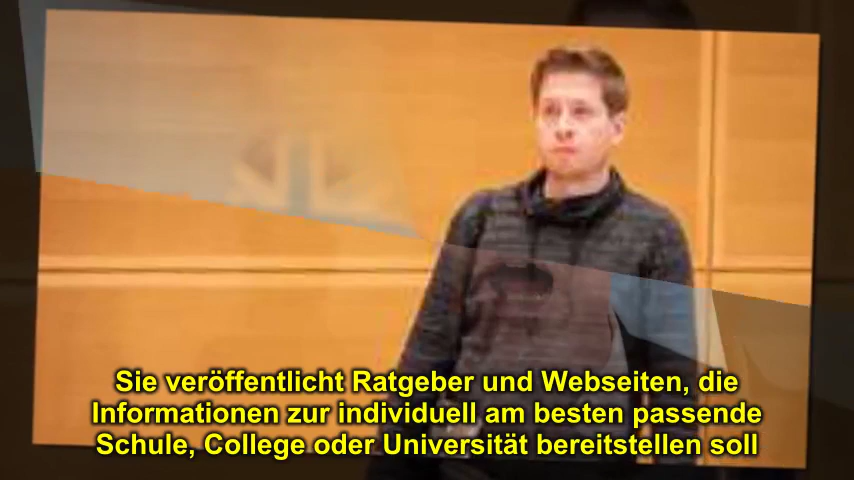 Sie veröffentlicht Ratgeber und Webseiten, die
Informationen zur individuell am besten passende
Schule, College oder Universität bereitstellen soll